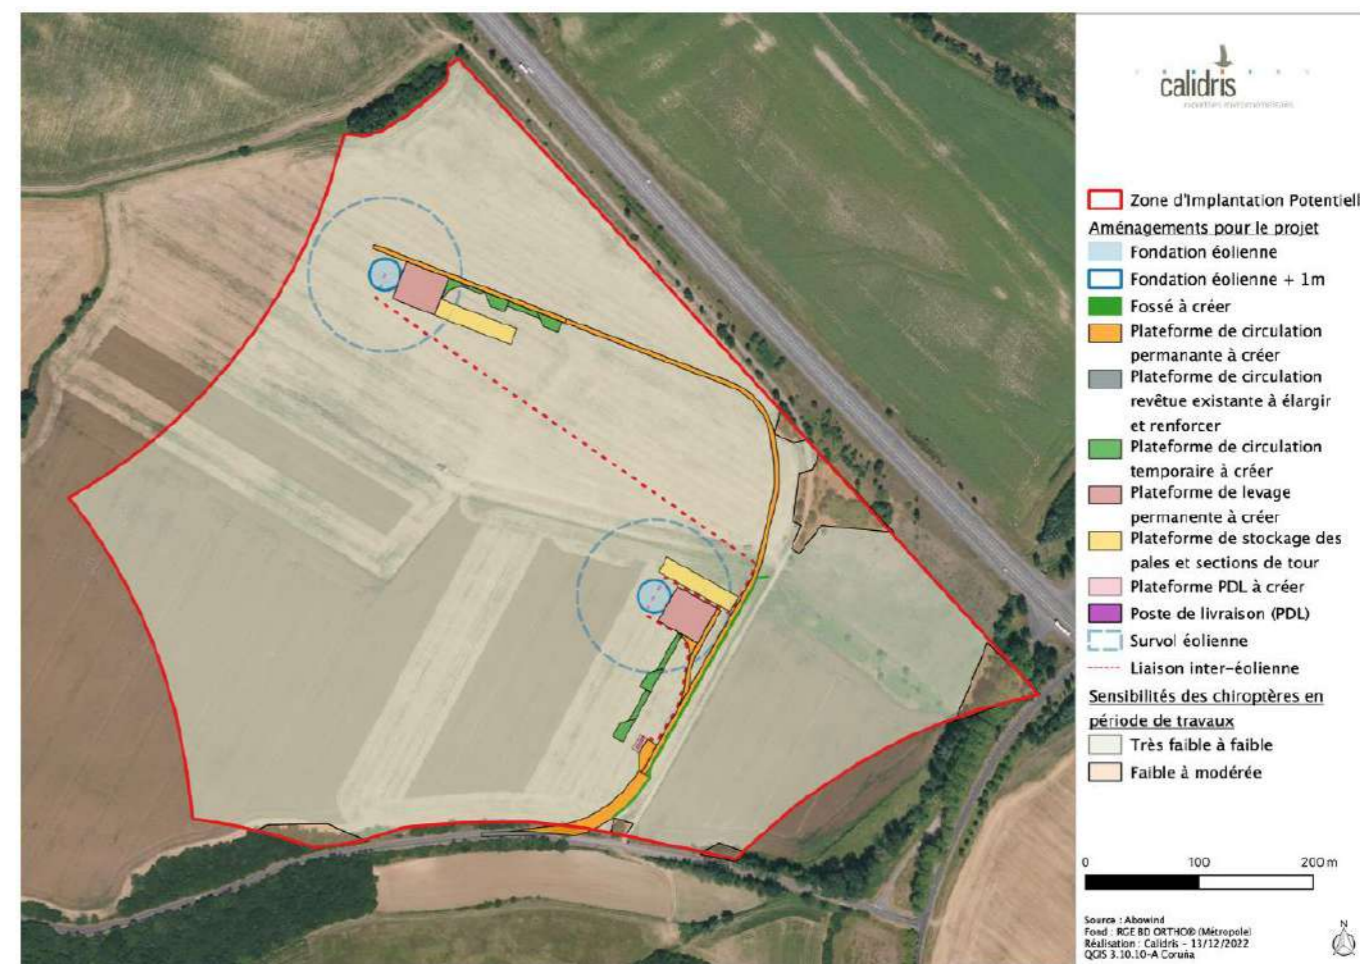 calidris
Zone d'Implantation Potentiell
Aménagements pour le projet
Fondation éolienne
Fondation éolienne + 1m
Fossé à créer
Plateforme de circulation
permanante à créer
Plateforme de circulation
revêtue existante à élargir
et renforcer
Plateforme de circulation
temporaire à créer
Plateforme de levage
permanente à créer
Plateforme de stockage des
pales et sections de tour
Plateforme PDL à créer
Poste de livraison (PDL)
Survol éolienne
Liaison inter-éolienne
Sensibilités des chiroptères en
période de travaux
Très faible à faible
Faible à modérée
0 100 200 m
Source : Abowind
Fond : RGE BD ORTHO® (Métropole)
Réalisation : Calidris - 13/12/2022
QGIS 3.10.10-A Coruña
N